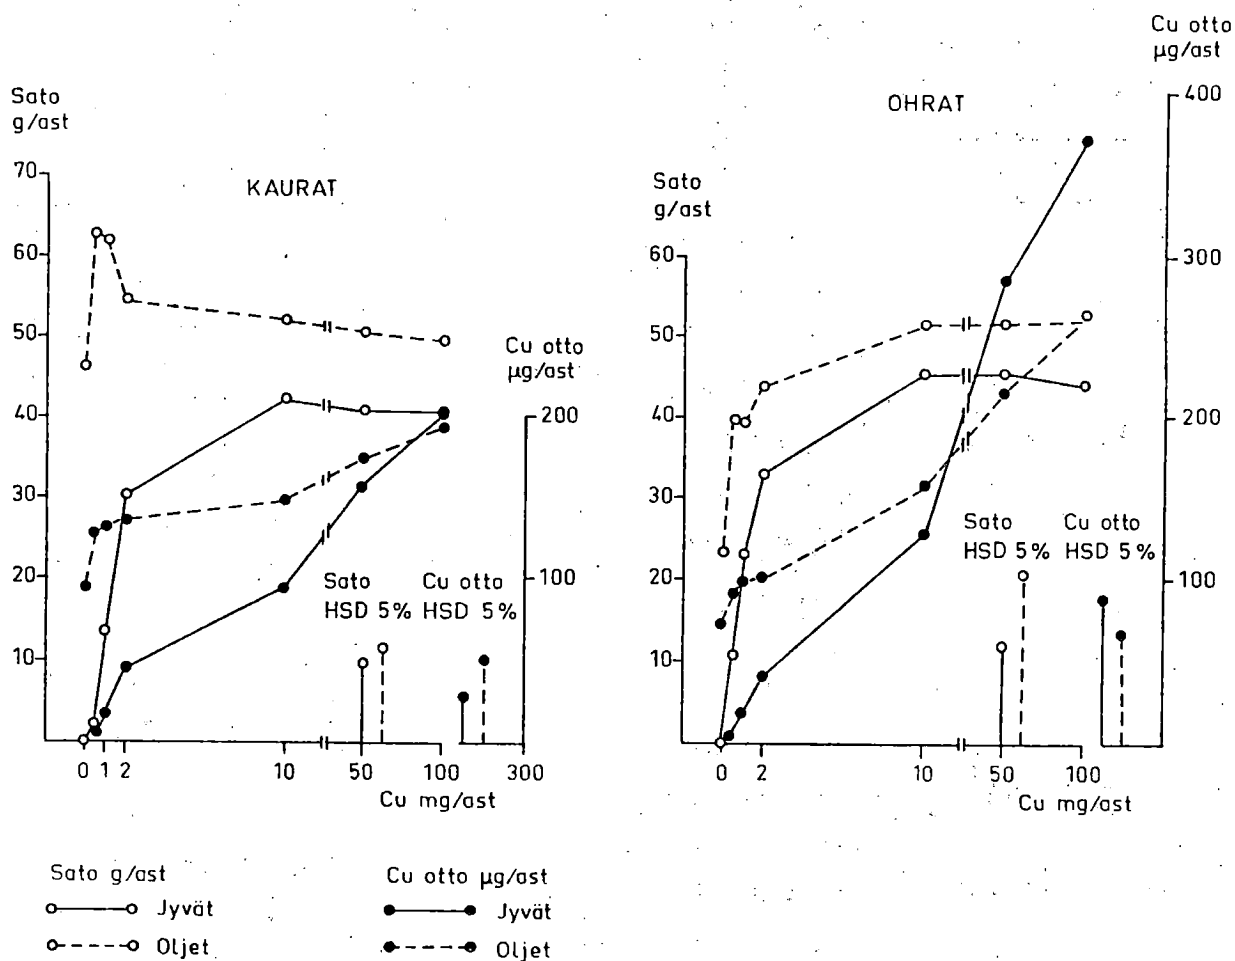 Sato
g/ast
70
60
50
40
30
20
10
KAURAT
Cu otto
µg/ast
200
100
Sato
HSD 5%
Cu otto
HSD 5%
0 1 2 10 50 100 300
Cu mg/ast
OHRAT
Sato
g/ast
60
50
40
30
20
10
Cu otto
µg/ast
400
300
200
100
Sato
HSD 5%
Cu otto
HSD 5%
0 2 10 50 100
Cu mg/ast
Sato g/ast
Jyvät
Oljet
Cu otto µg/ast
Jyvät
Oljet